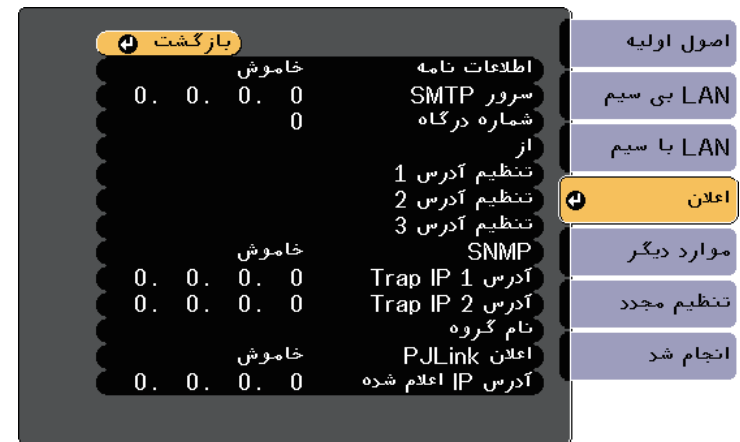 اصول اولیه
LAN بی سیم
LAN با سیم
اعلان
موارد دیگر
تنظیم مجدد
انجام شد
بازگشت
اطلاعات نامه خاموش
سرور SMTP 0. 0. 0. 0
شماره درگاه 0
از
تنظیم آدرس 1
تنظیم آدرس 2
تنظیم آدرس 3
SNMP خاموش
آدرس Trap IP 1 0. 0. 0. 0
آدرس Trap IP 2 0. 0. 0. 0
نام گروه
اعلان PJLink خاموش
آدرس IP اعلام شده 0. 0. 0. 0